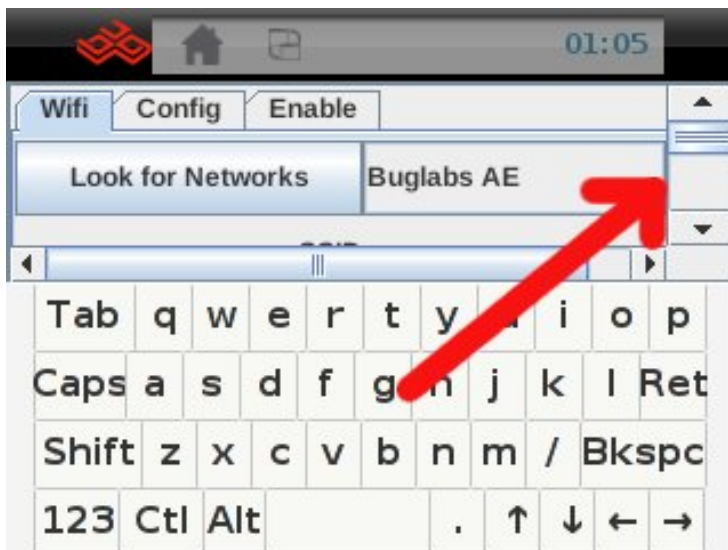 01:05
Wifi Config Enable
Look for Networks Buglabs AE
Tab q w e r t y i o p
Caps a s d f g h j k l Ret
Shift z x c v b n m / Bkspc
123 Ctl Alt . ↑ ↓ ← →